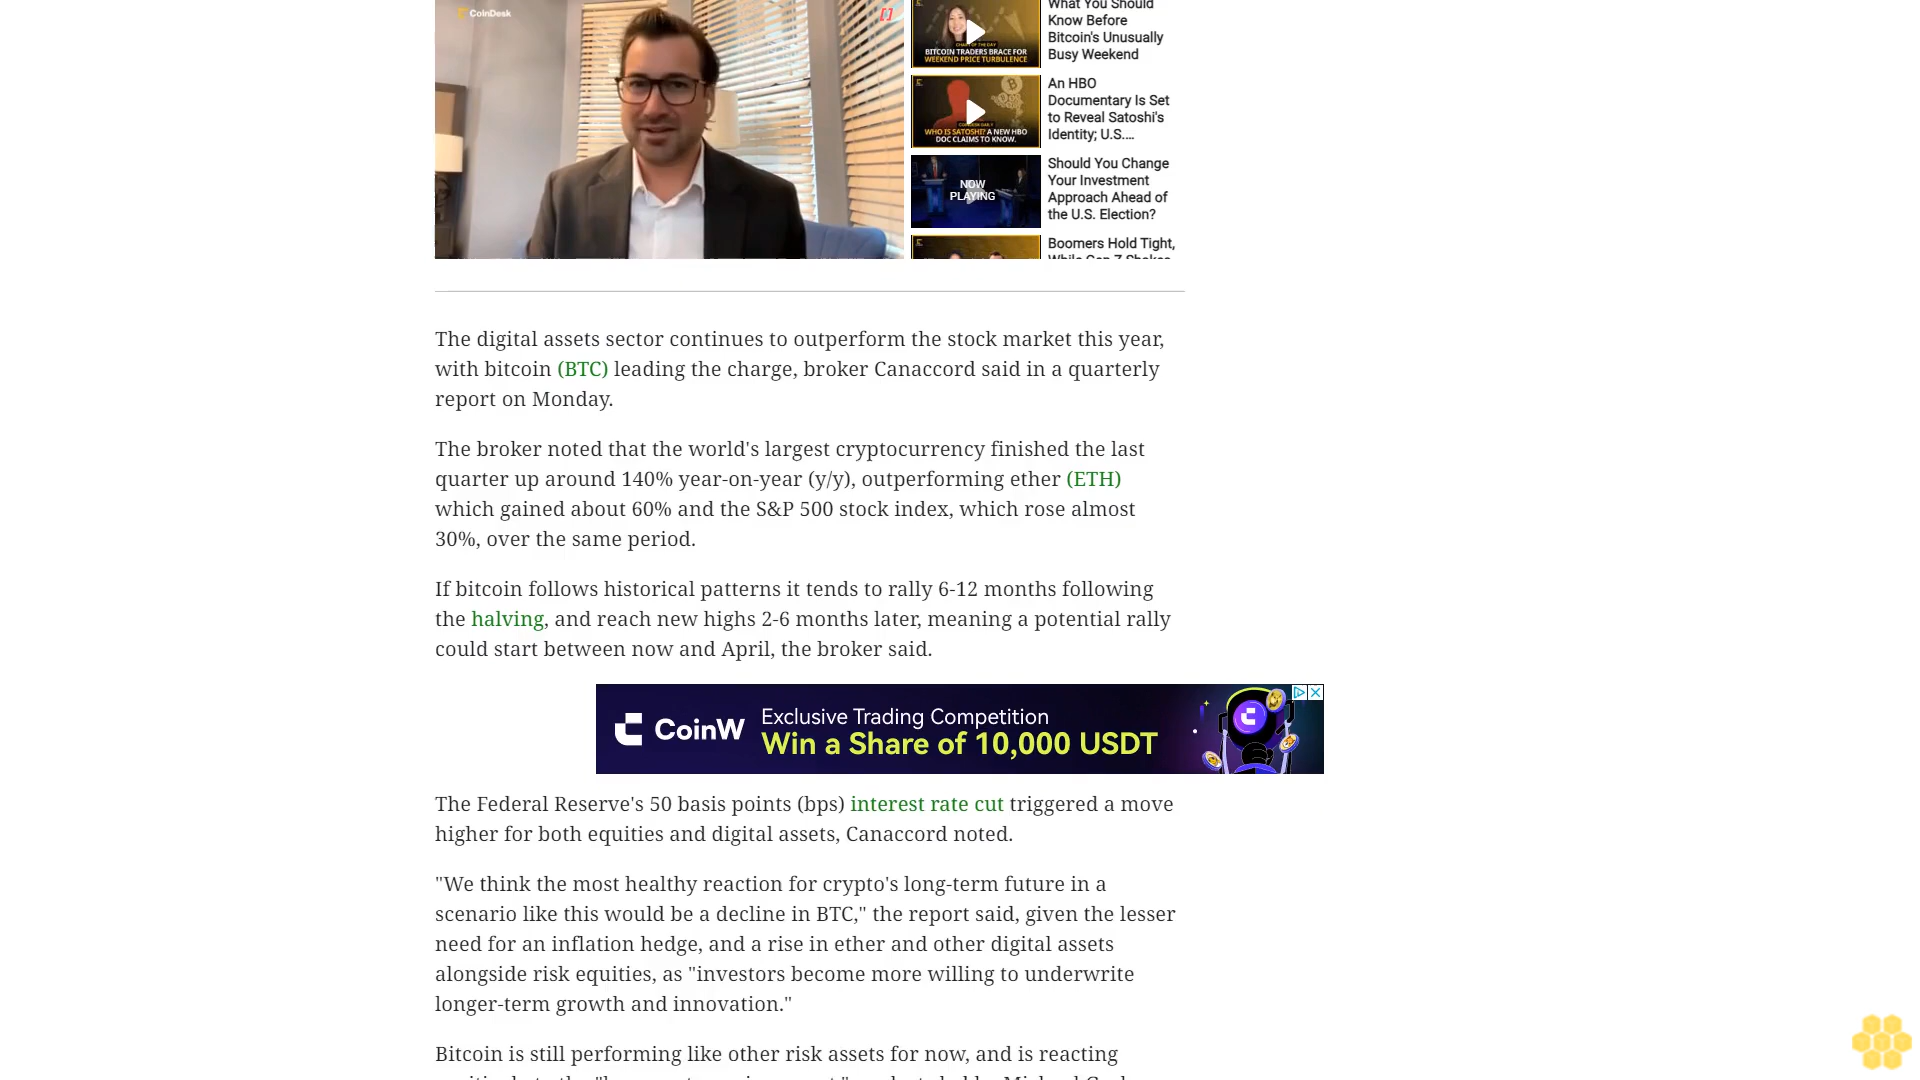 CoinDesk
What You Should
Know Before
Bitcoin's Unusually
Busy Weekend
CHART OF THE DAY
BITCOIN TRADERS BRACE FOR
WEEKEND PRICE TURBULENCE
An HBO
Documentary Is Set
to Reveal Satoshi's
Identity; U.S....
COINDESK DAILY
WHO IS SATOSHI? A NEW HBO
DOC CLAIMS TO KNOW.
Should You Change
Your Investment
Approach Ahead of
the U.S. Election?
NOW
PLAYING
Boomers Hold Tight,
The digital assets sector continues to outperform the stock market this year,
with bitcoin (BTC) leading the charge, broker Canaccord said in a quarterly
report on Monday.
The broker noted that the world's largest cryptocurrency finished the last
quarter up around 140% year-on-year (y/y), outperforming ether (ETH)
which gained about 60% and the S&P 500 stock index, which rose almost
30%, over the same period.
If bitcoin follows historical patterns it tends to rally 6-12 months following
the halving, and reach new highs 2-6 months later, meaning a potential rally
could start between now and April, the broker said.
CoinW
Exclusive Trading Competition
Win a Share of 10,000 USDT
The Federal Reserve's 50 basis points (bps) interest rate cut triggered a move
higher for both equities and digital assets, Canaccord noted.
"We think the most healthy reaction for crypto's long-term future in a
scenario like this would be a decline in BTC," the report said, given the lesser
need for an inflation hedge, and a rise in ether and other digital assets
alongside risk equities, as "investors become more willing to underwrite
longer-term growth and innovation."
Bitcoin is still performing like other risk assets for now, and is reacting